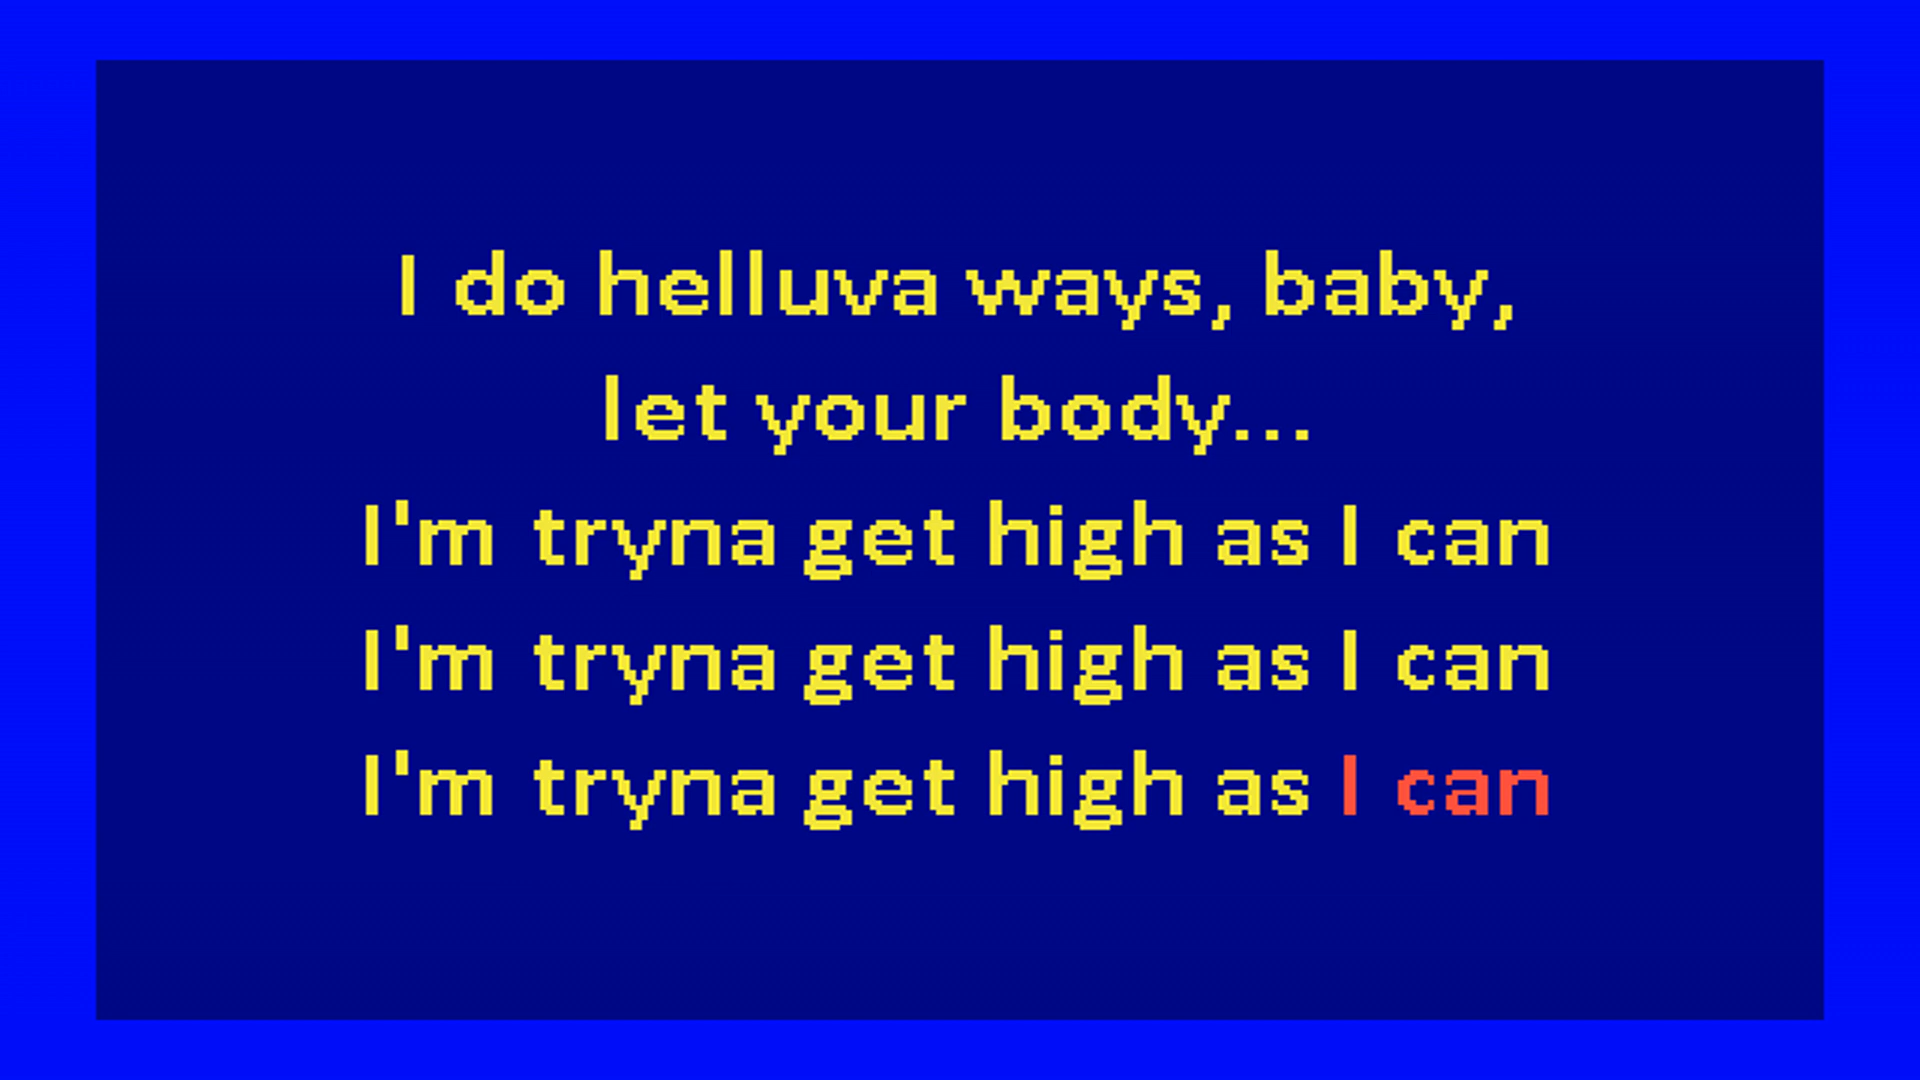 I do helluva ways, baby,
let your body...
I'm tryna get high as I can
I'm tryna get high as I can
I'm tryna get high as I can